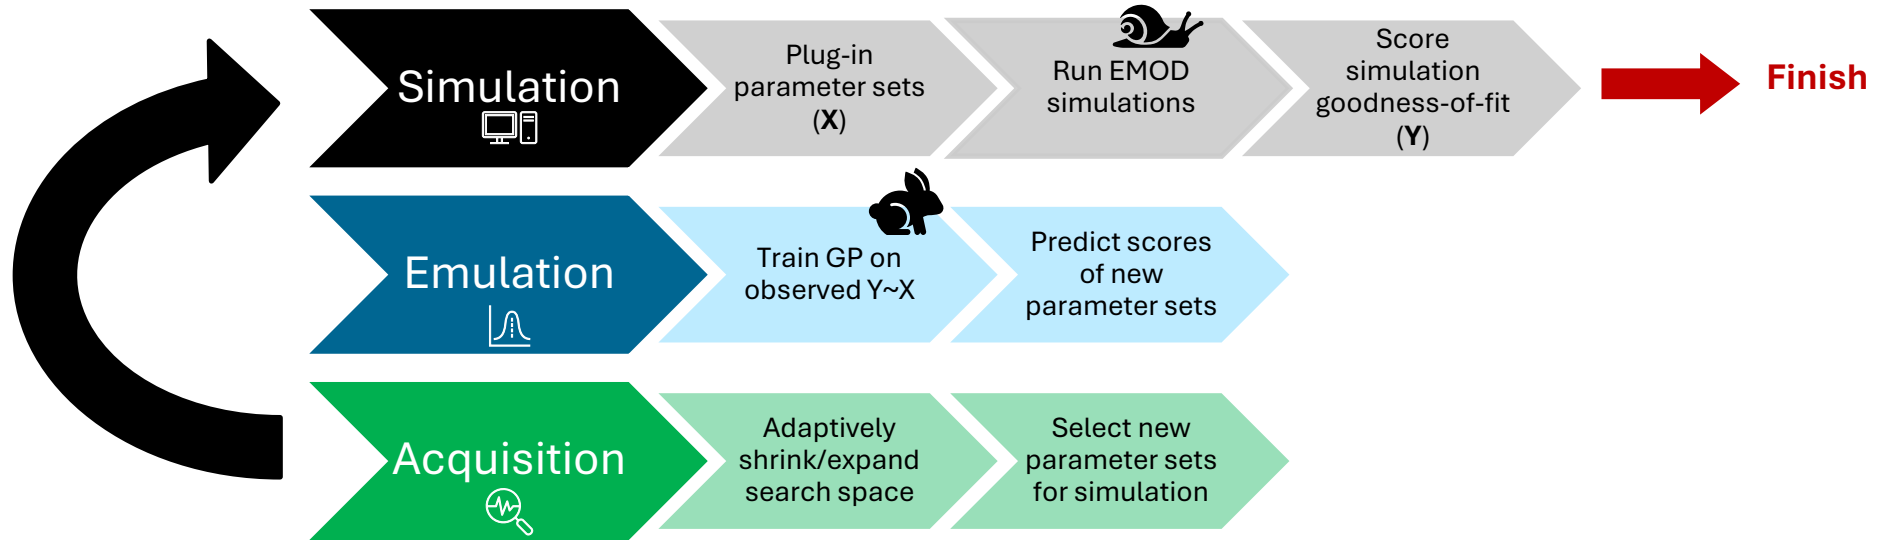 Simulation
Plug-in
parameter sets
(X)
Run EMOD
simulations
Score
simulation
goodness-of-fit
(Y)
Finish
Emulation
Train GP on
observed Y~X
Predict scores
of new
parameter sets
Acquisition
Adaptively
shrink/expand
search space
Select new
parameter sets
for simulation